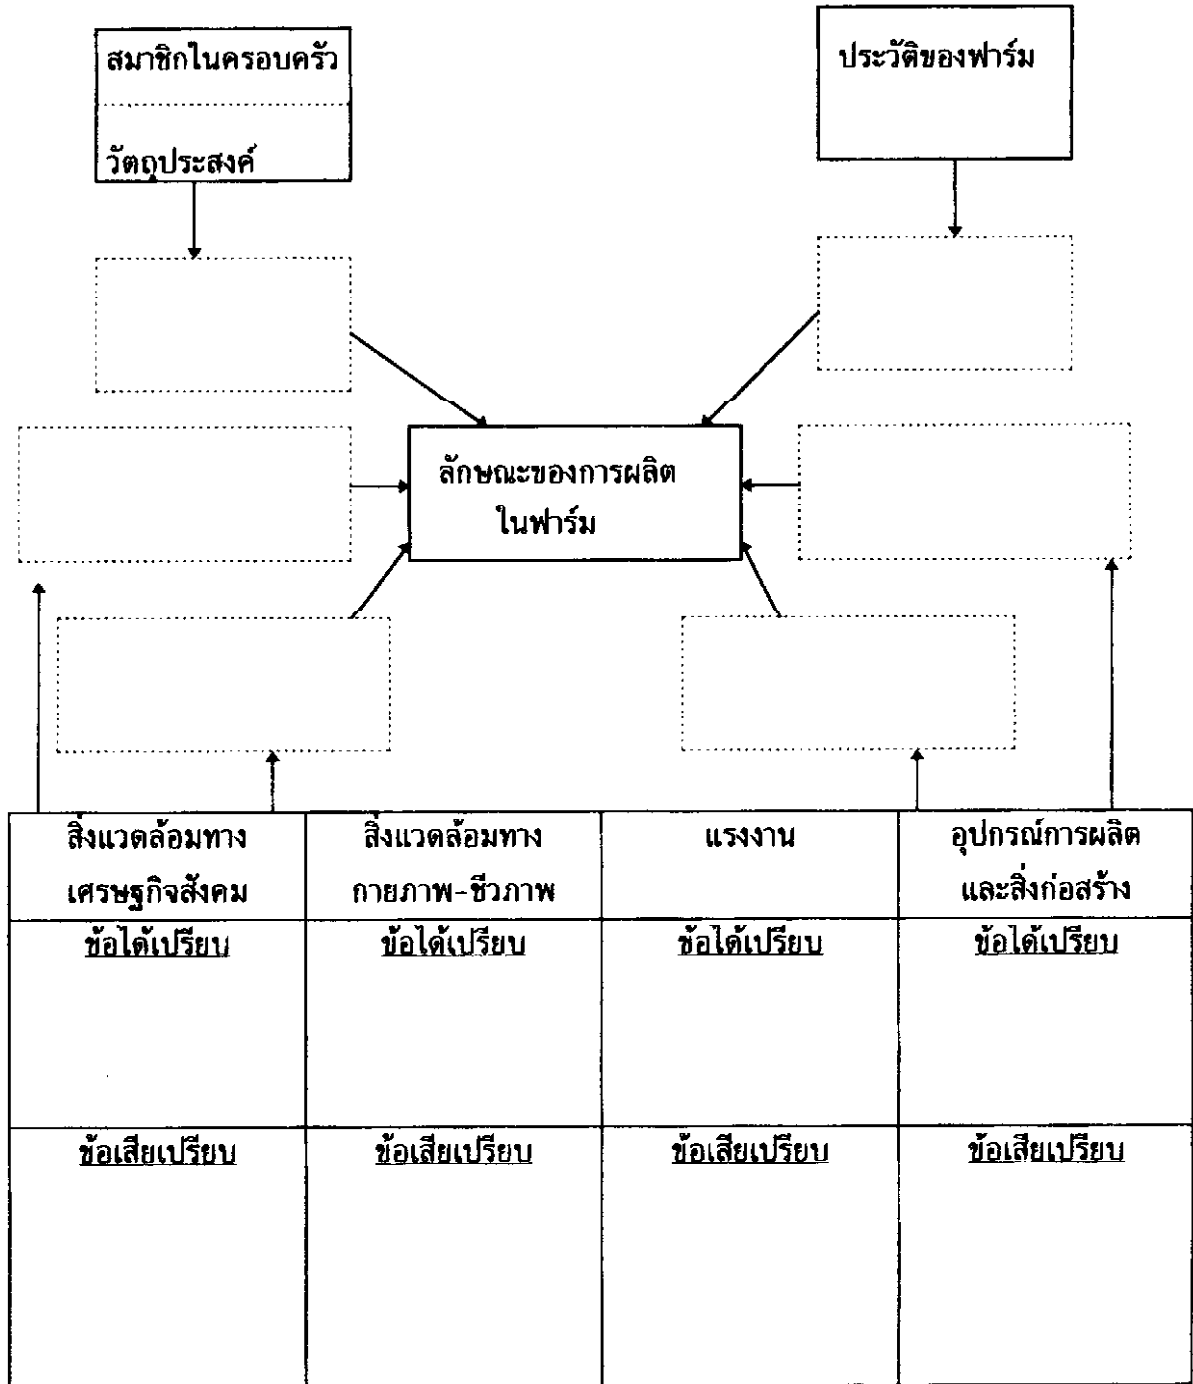 สมาชิกในครอบครัว
วัตถุประสงค์
ประวัติของฟาร์ม
ลักษณะของการผลิต
ในฟาร์ม
สิ่งแวดล้อมทาง
เศรษฐกิจสังคม
สิ่งแวดล้อมทาง
กายภาพ-ชีวภาพ
แรงงาน
อุปกรณ์การผลิต
และสิ่งก่อสร้าง
ข้อได้เปรียบ
ข้อได้เปรียบ
ข้อได้เปรียบ
ข้อได้เปรียบ
ข้อเสียเปรียบ
ข้อเสียเปรียบ
ข้อเสียเปรียบ
ข้อเสียเปรียบ